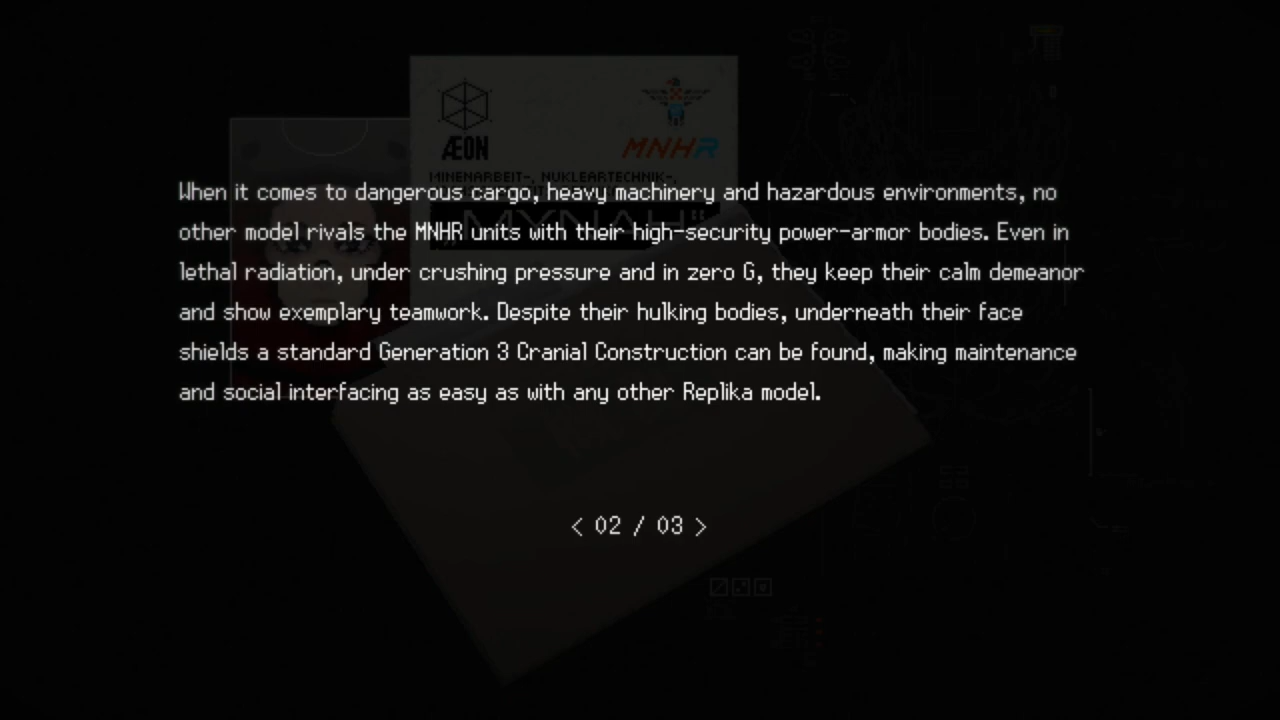 ÆON
MNHR
MINENARBEIT-, NUKLEARTECHNIK-,
„MYNAH“
When it comes to dangerous cargo, heavy machinery and hazardous environments, no
other model rivals the MNHR units with their high-security power-armor bodies. Even in
lethal radiation, under crushing pressure and in zero G, they keep their calm demeanor
and show exemplary teamwork. Despite their hulking bodies, underneath their face
shields a standard Generation 3 Cranial Construction can be found, making maintenance
and social interfacing as easy as with any other Replika model.
< 02 / 03 >